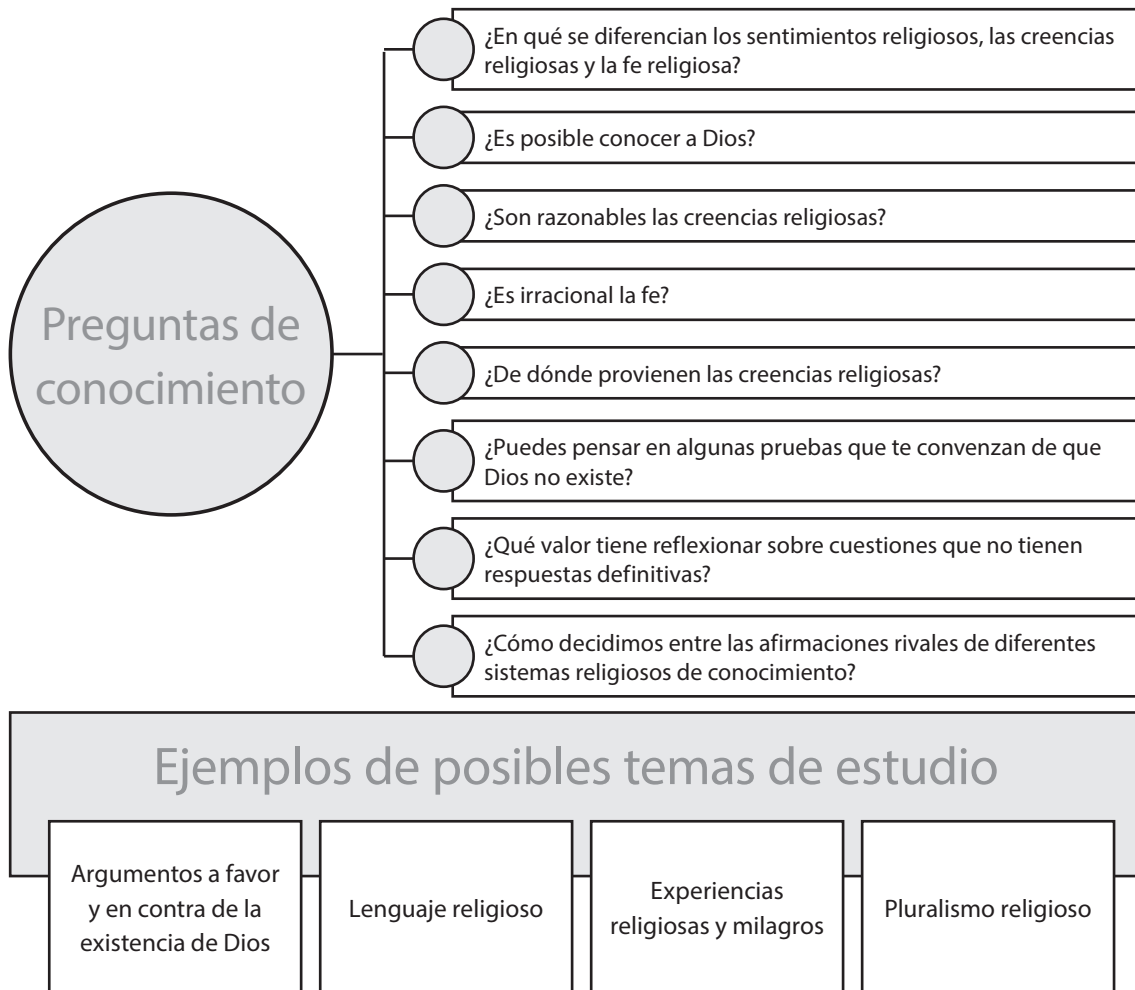 Preguntas de
conocimiento
¿En qué se diferencian los sentimientos religiosos, las creencias
religiosas y la fe religiosa?
¿Es posible conocer a Dios?
¿Son razonables las creencias religiosas?
¿Es irracional la fe?
¿De dónde provienen las creencias religiosas?
¿Puedes pensar en algunas pruebas que te convenzan de que
Dios no existe?
¿Qué valor tiene reflexionar sobre cuestiones que no tienen
respuestas definitivas?
¿Cómo decidimos entre las afirmaciones rivales de diferentes
sistemas religiosos de conocimiento?
Ejemplos de posibles temas de estudio
Argumentos a favor
y en contra de la
existencia de Dios
Lenguaje religioso
Experiencias
religiosas y milagros
Pluralismo religioso